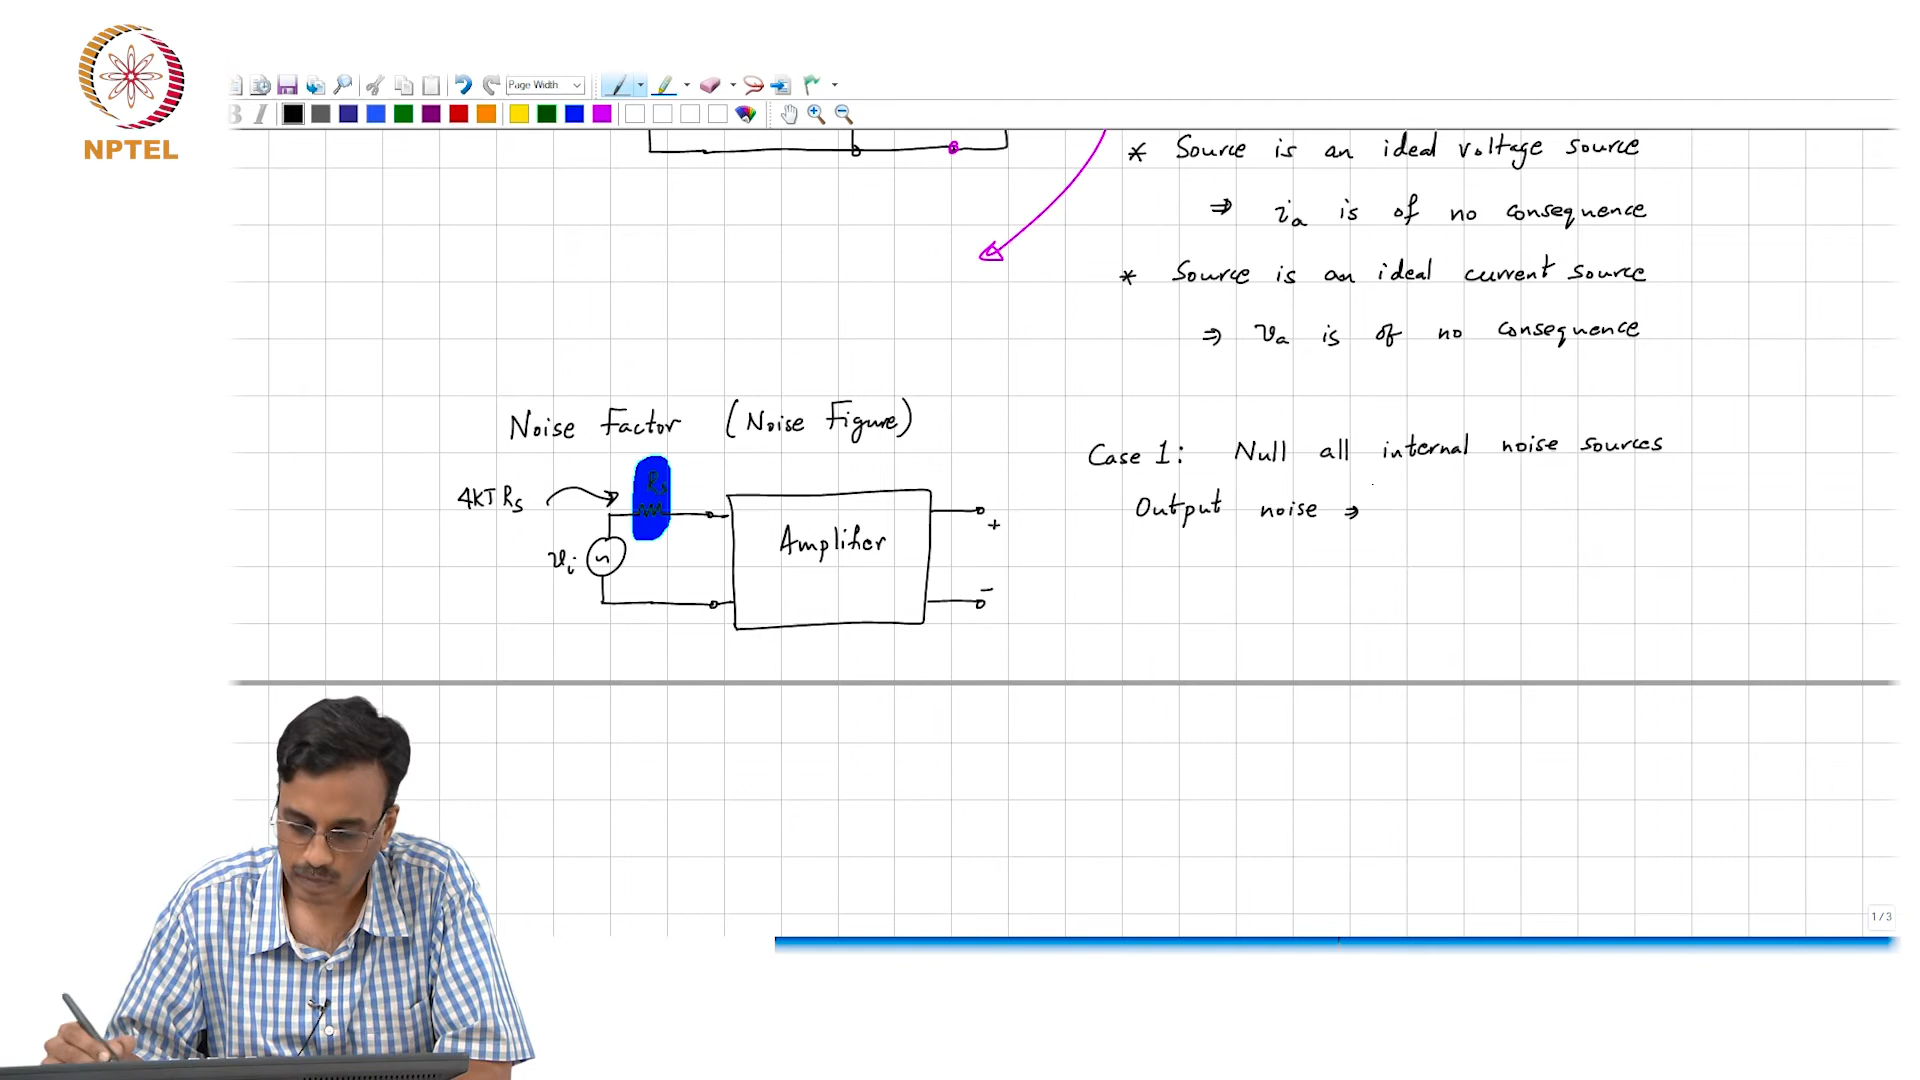 NPTEL
Page Width
B I
* Source is an ideal voltage source
⇒ ia is of no consequence
* Source is an ideal current source
⇒ va is of no consequence
Noise Factor (Noise Figure)
Case 1: Null all internal noise sources
Output noise ⇒
4KTRs
Rs
Amplifier
vi
+
-
1/3